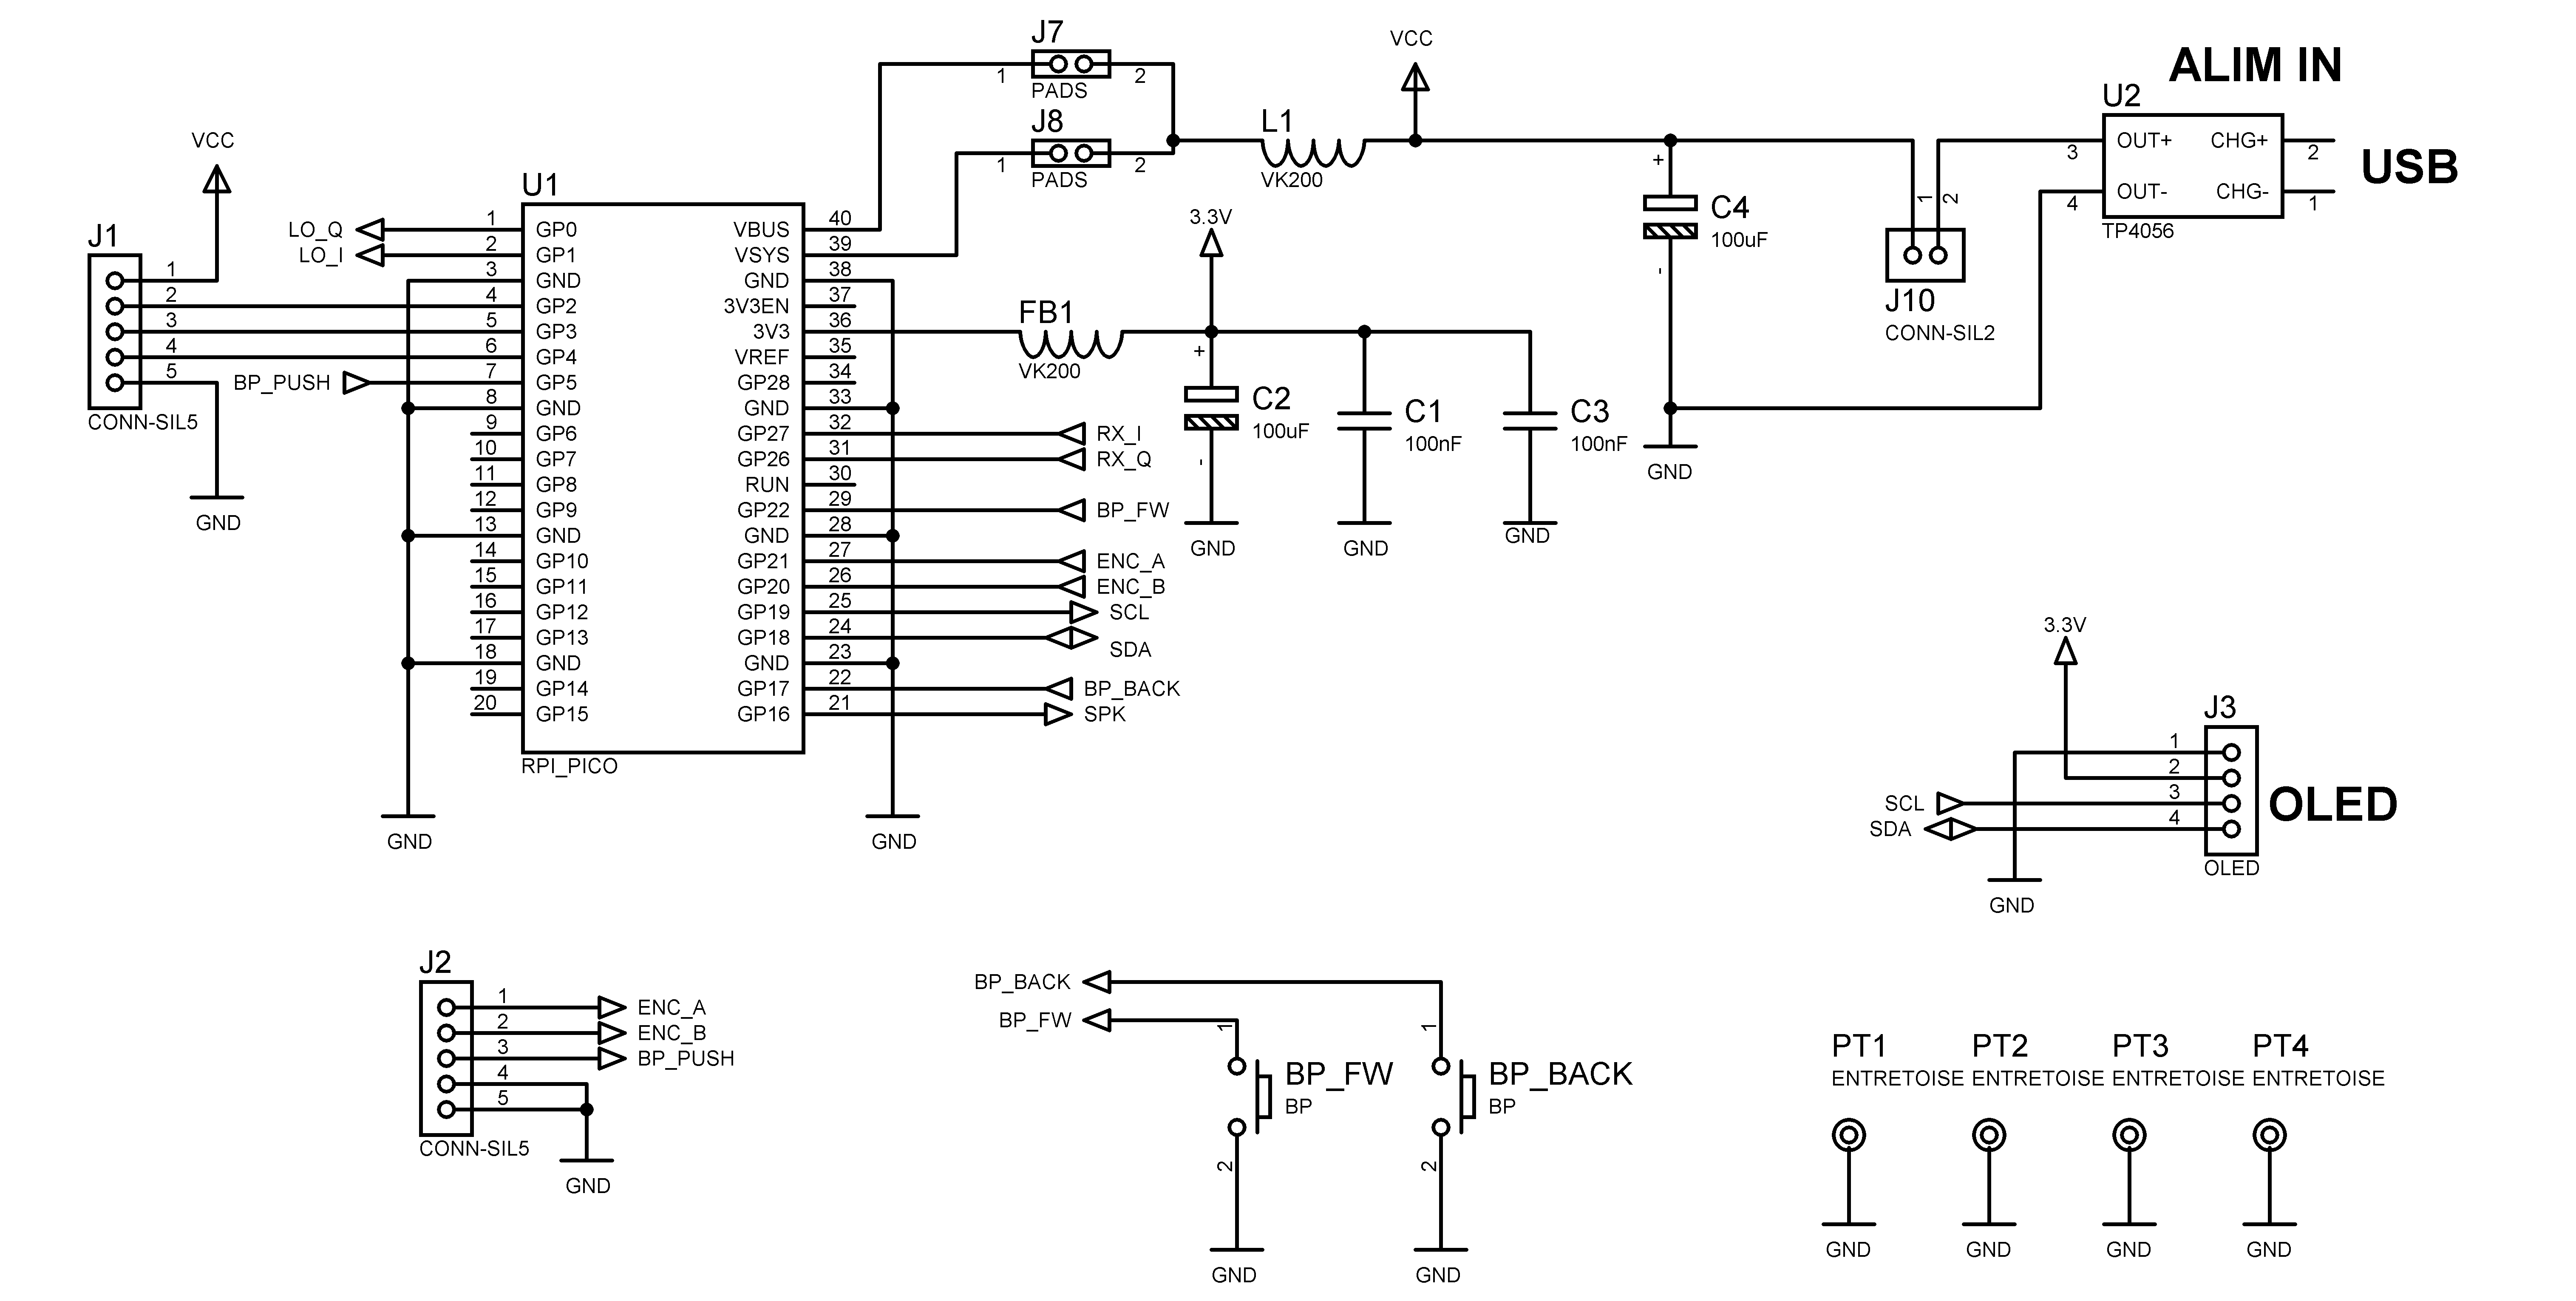 J7
1
2
PADS
VCC
ALIM IN
U2
J8
1
2
PADS
L1
VK200
OUT+
CHG+
OUT-
CHG-
3
4
2
1
TP4056
USB
VCC
+
C4
100uF
-
GND
1
2
J10
CONN-SIL2
J1
1
2
3
4
5
CONN-SIL5
GND
LO_Q
LO_I
BP_PUSH
U1
1 GP0
2 GP1
3 GND
4 GP2
5 GP3
6 GP4
7 GP5
8 GND
9 GP6
10 GP7
11 GP8
12 GP9
13 GND
14 GP10
15 GP11
16 GP12
17 GP13
18 GND
19 GP14
20 GP15
VBUS 40
VSYS 39
GND 38
3V3EN 37
3V3 36
VREF 35
GP28 34
GND 33
GP27 32 RX_I
GP26 31 RX_Q
RUN 30
GP22 29 BP_FW
GND 28
GP21 27 ENC_A
GP20 26 ENC_B
GP19 25 SCL
GP18 24 SDA
GND 23
GP17 22 BP_BACK
GP16 21 SPK
RPI_PICO
GND
GND
3.3V
FB1
VK200
+
C2
100uF
-
GND
C1
100nF
GND
C3
100nF
GND
3.3V
J3
1
2
SCL 3
SDA 4
OLED
OLED
GND
J2
1 ENC_A
2 ENC_B
3 BP_PUSH
4
5
CONN-SIL5
GND
BP_BACK
BP_FW
1
BP_FW
BP
2
GND
1
BP_BACK
BP
2
GND
PT1 PT2 PT3 PT4
ENTRETOISE ENTRETOISE ENTRETOISE ENTRETOISE
GND GND GND GND